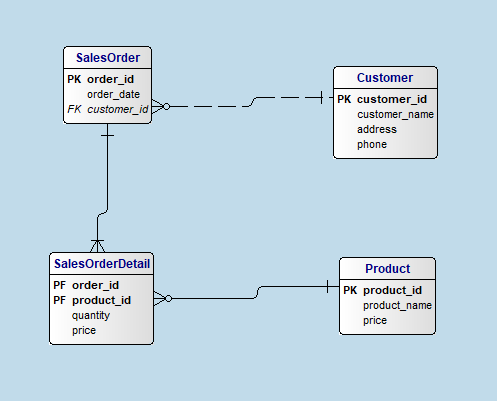 SalesOrder
PK order_id
order_date
FK customer_id
Customer
PK customer_id
customer_name
address
phone
SalesOrderDetail
PF order_id
PF product_id
quantity
price
Product
PK product_id
product_name
price